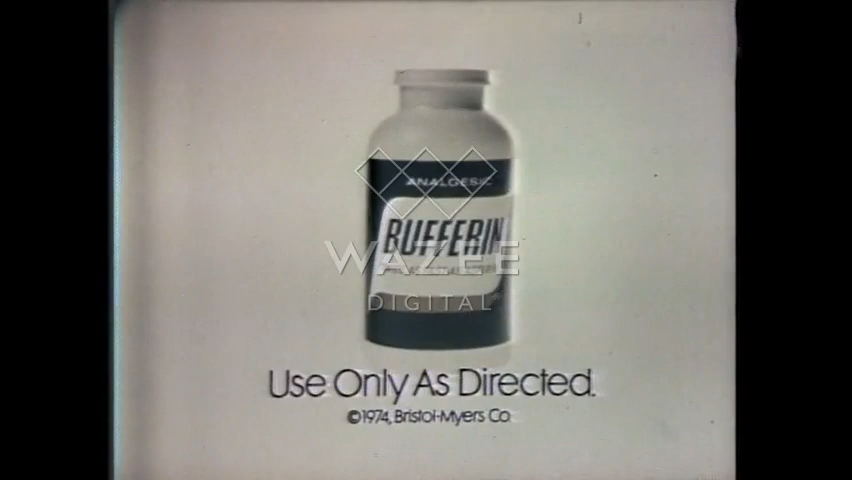 ANALGESIC
BUFFERIN
WAZEE
DIGITAL
Use Only As Directed.
©1974, Bristol-Myers Co.